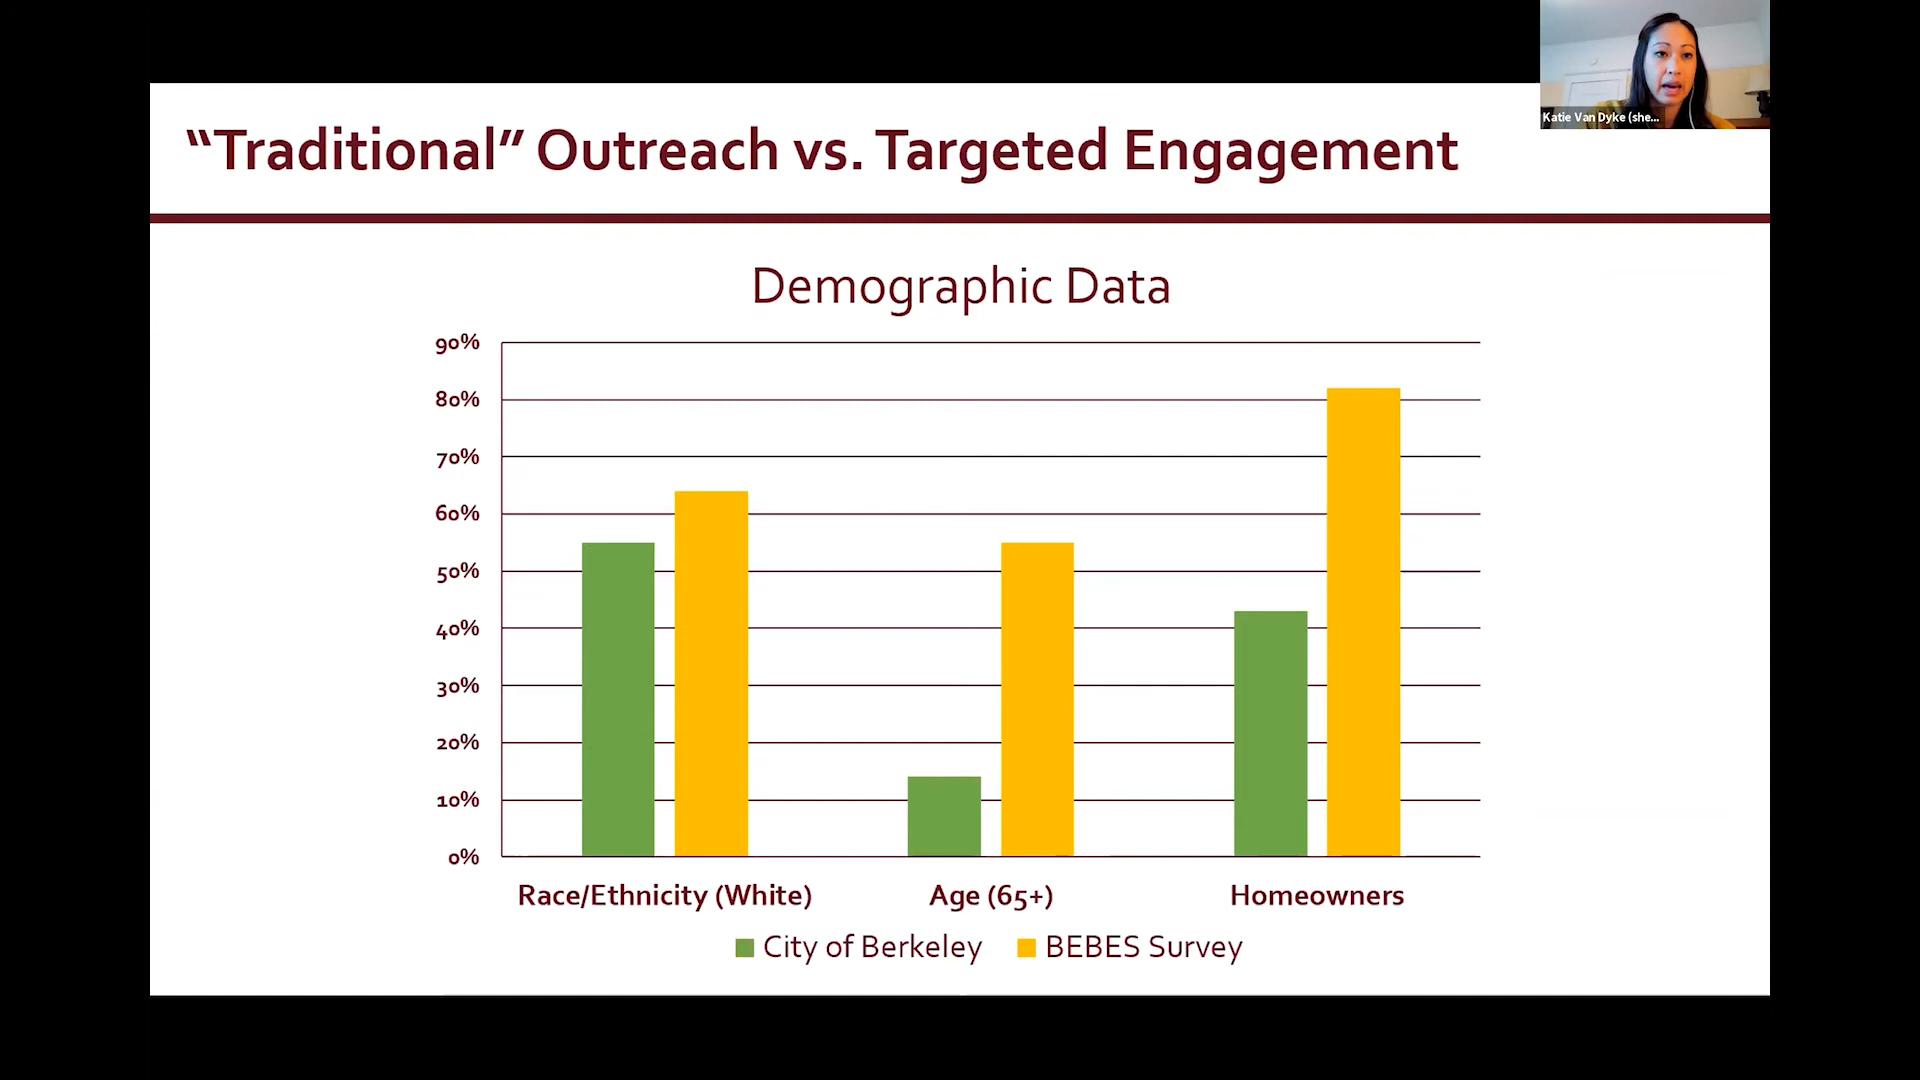 Katie Van Dyke (she...
“Traditional” Outreach vs. Targeted Engagement
Demographic Data
90%
80%
70%
60%
50%
40%
30%
20%
10%
0%
Race/Ethnicity (White) Age (65+) Homeowners
City of Berkeley BEBES Survey